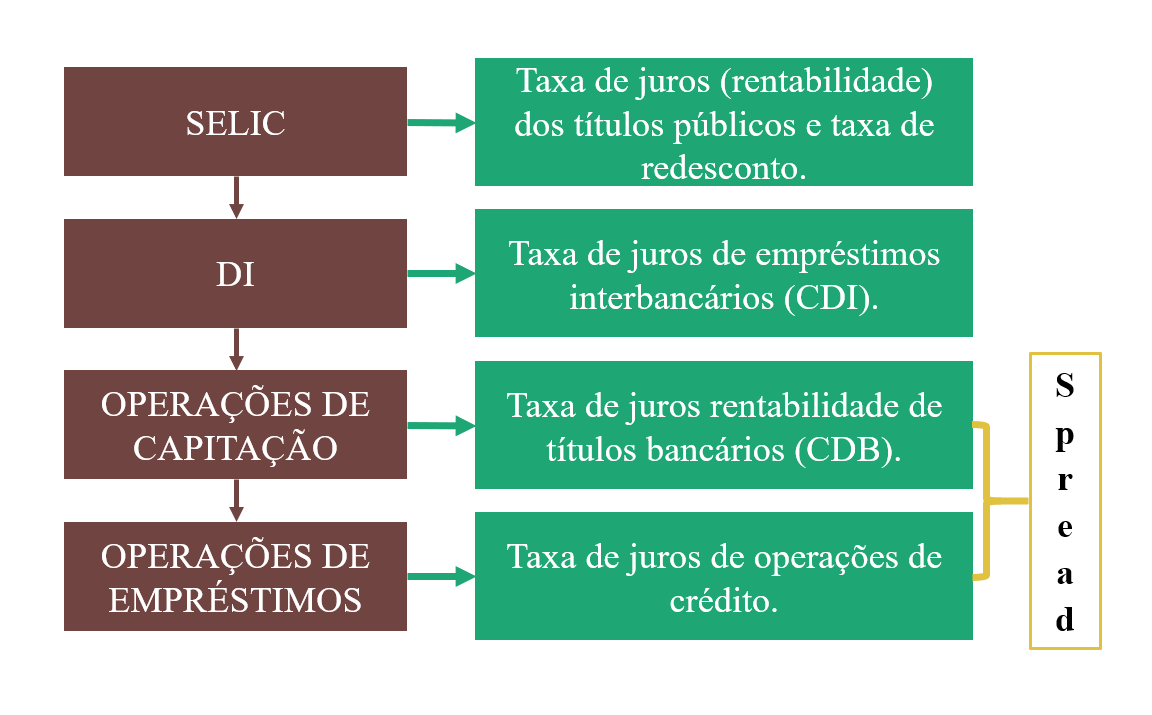 SELIC
Taxa de juros (rentabilidade)
dos títulos públicos e taxa de
redesconto.
DI
Taxa de juros de empréstimos
interbancários (CDI).
OPERAÇÕES DE
CAPITAÇÃO
Taxa de juros rentabilidade de
títulos bancários (CDB).
OPERAÇÕES DE
EMPRÉSTIMOS
Taxa de juros de operações de
crédito.
S
p
r
e
a
d